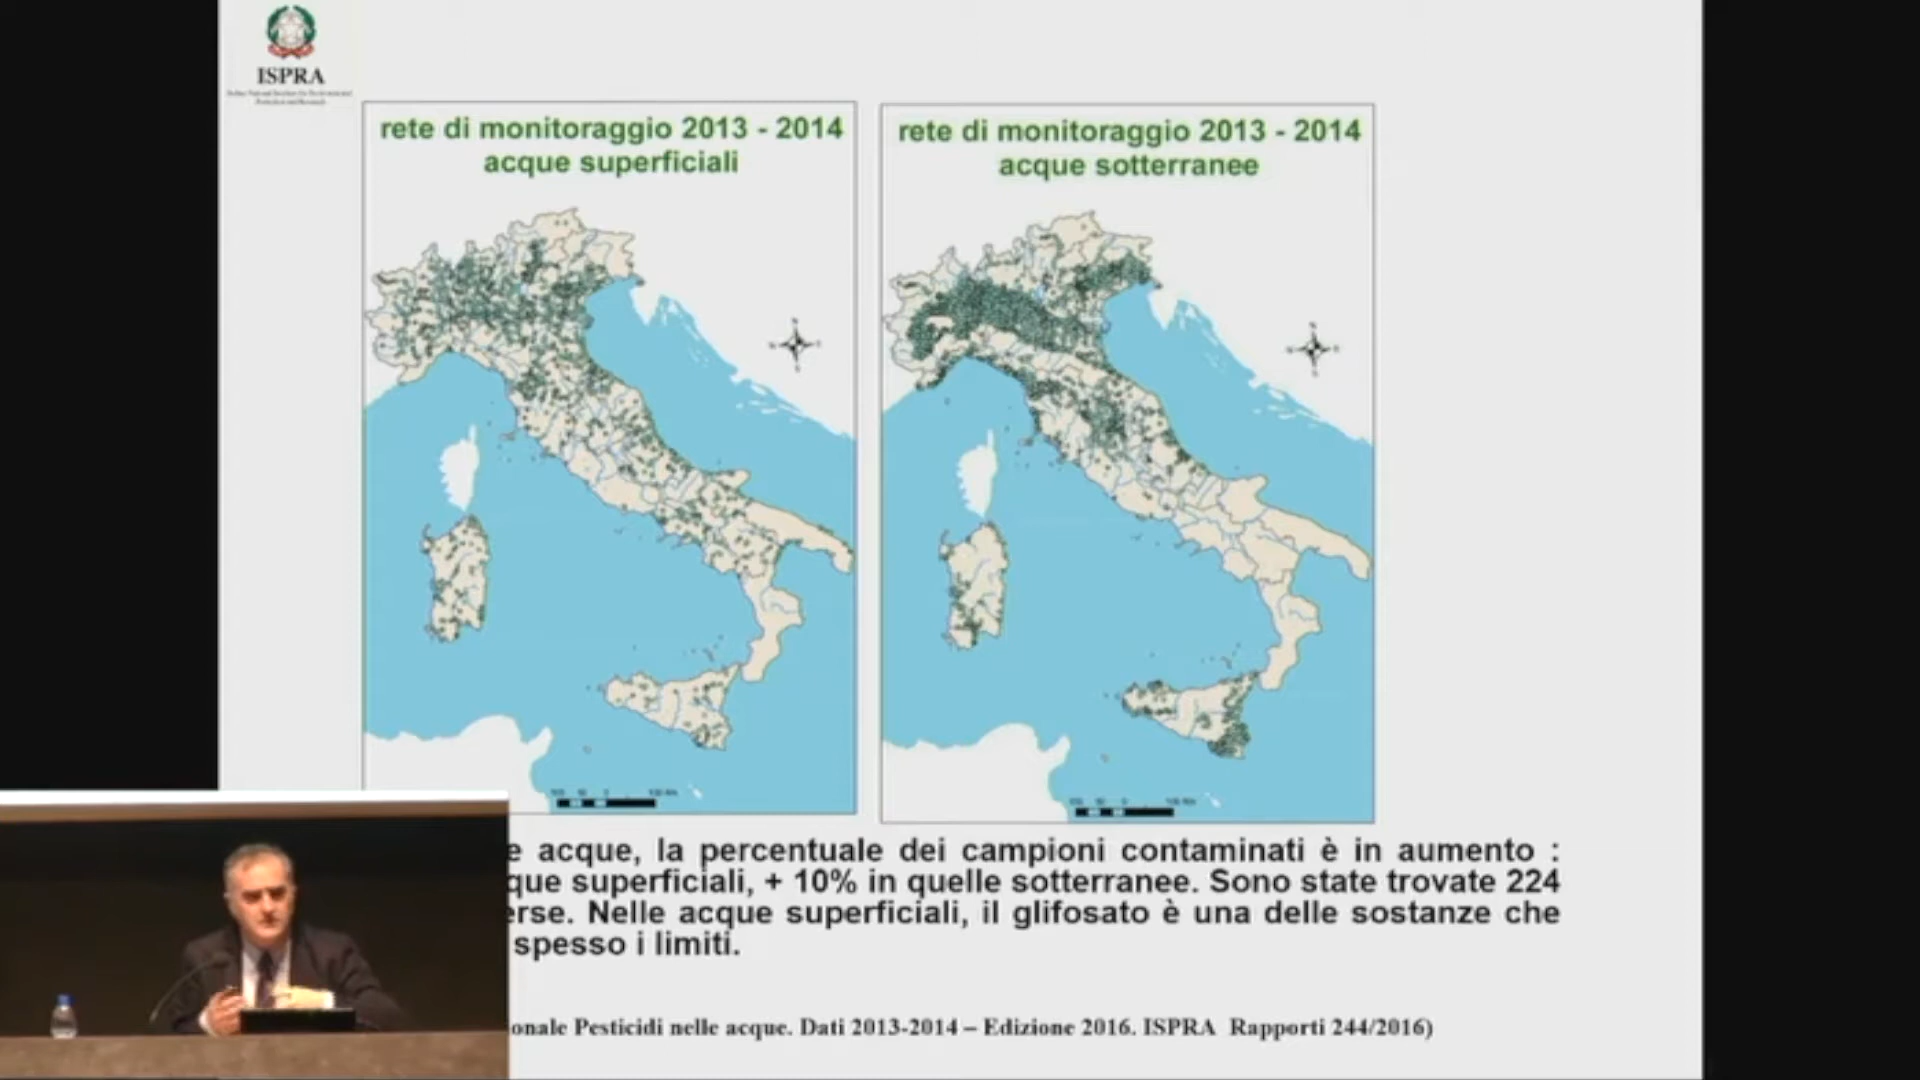 ISPRA
rete di monitoraggio 2013 - 2014
acque superficiali
rete di monitoraggio 2013 - 2014
acque sotterranee
e acque, la percentuale dei campioni contaminati è in aumento :
que superficiali, + 10% in quelle sotterranee. Sono state trovate 224
erse. Nelle acque superficiali, il glifosato è una delle sostanze che
spesso i limiti.
onale Pesticidi nelle acque. Dati 2013-2014 – Edizione 2016. ISPRA Rapporti 244/2016)